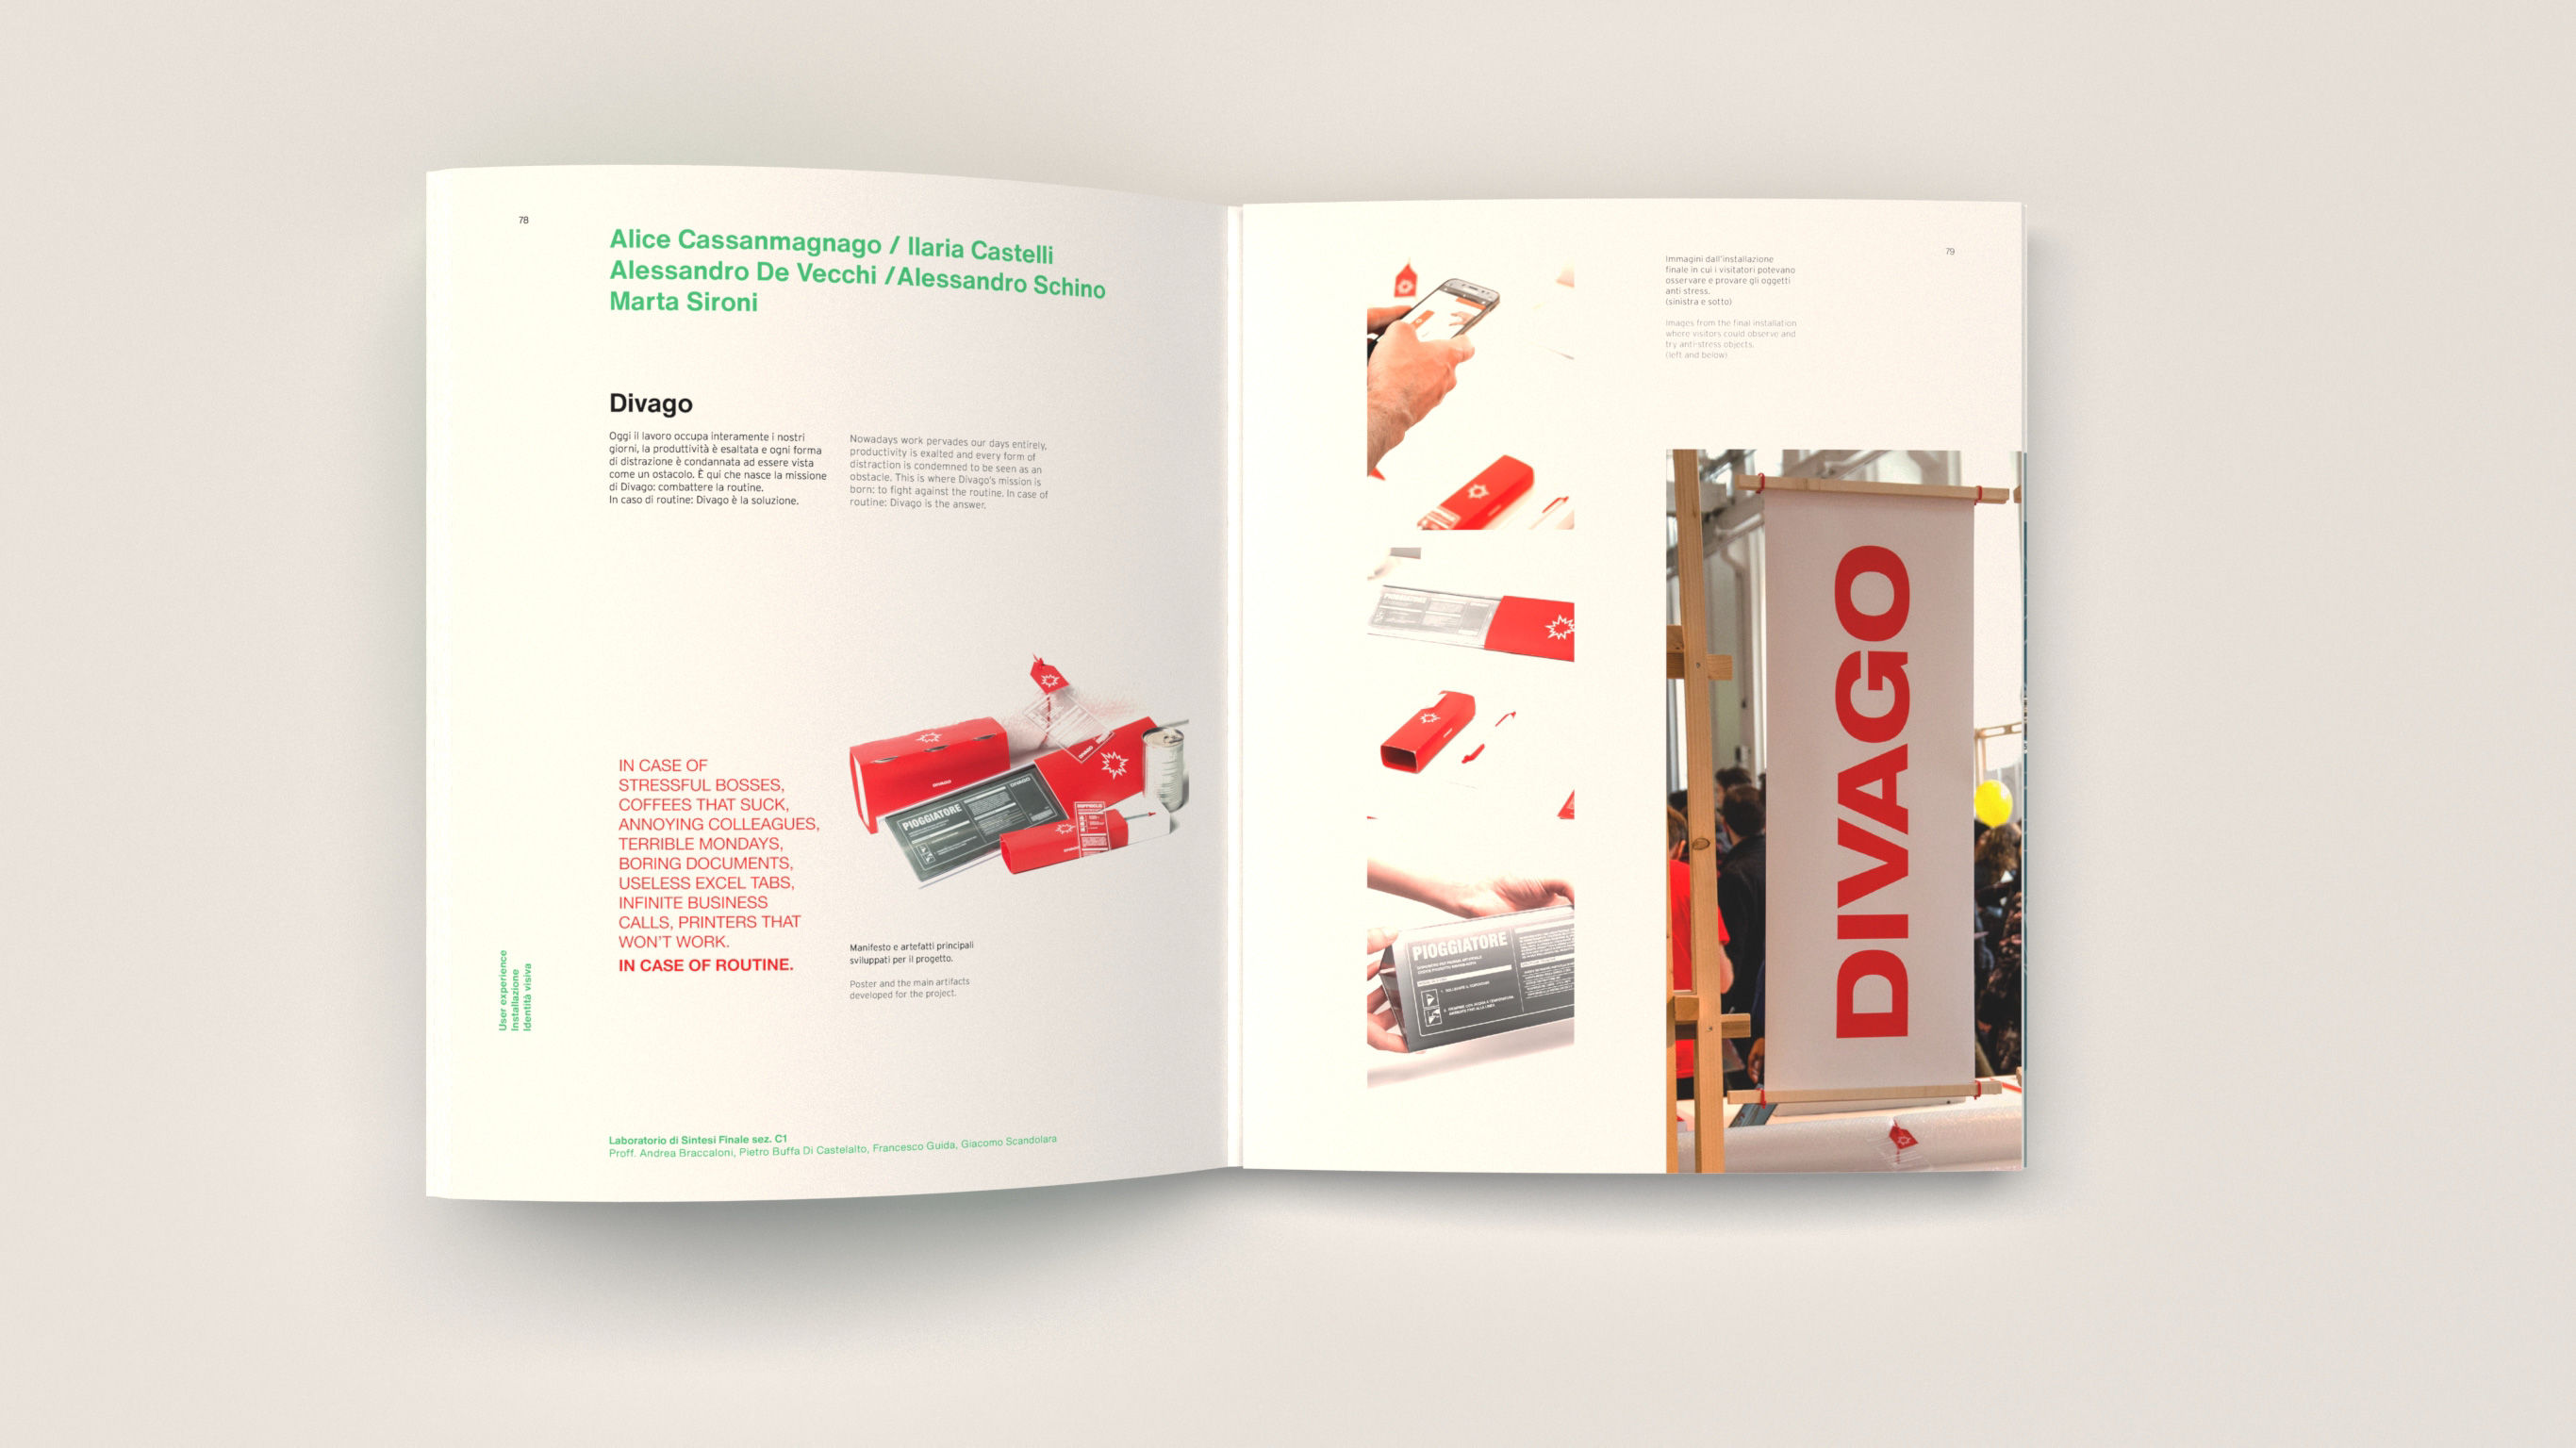 78
Alice Cassanmagnago / Ilaria Castelli
Alessandro De Vecchi /Alessandro Schino
Marta Sironi
Divago
Oggi il lavoro occupa interamente i nostri
giorni, la produttività è esaltata e ogni forma
di distrazione è condannata ad essere vista
come un ostacolo. È qui che nasce la missione
di Divago: combattere la routine.
In caso di routine: Divago è la soluzione.
Nowadays work pervades our days entirely,
productivity is exalted and every form of
distraction is condemned to be seen as an
obstacle. This is where Divago's mission is
born: to fight against the routine. In case of
routine: Divago is the answer.
IN CASE OF
STRESSFUL BOSSES,
COFFEES THAT SUCK,
ANNOYING COLLEAGUES,
TERRIBLE MONDAYS,
BORING DOCUMENTS,
USELESS EXCEL TABS,
INFINITE BUSINESS
CALLS, PRINTERS THAT
WON'T WORK.
IN CASE OF ROUTINE.
PIOGGIATORE
Manifesto e artefatti principali
sviluppati per il progetto.
Poster and the main artifacts
developed for the project.
User experience
Installazione
Identità visiva
Laboratorio di Sintesi Finale sez. C1
Proff. Andrea Braccaloni, Pietro Buffa Di Castelalto, Francesco Guida, Giacomo Scandolara
79
Immagini dall'installazione
finale in cui i visitatori potevano
osservare e provare gli oggetti
anti stress.
(sinistra e sotto)
Images from the final installation
where visitors could observe and
try anti-stress objects.
(left and below)
PIOGGIATORE
DIVAGO